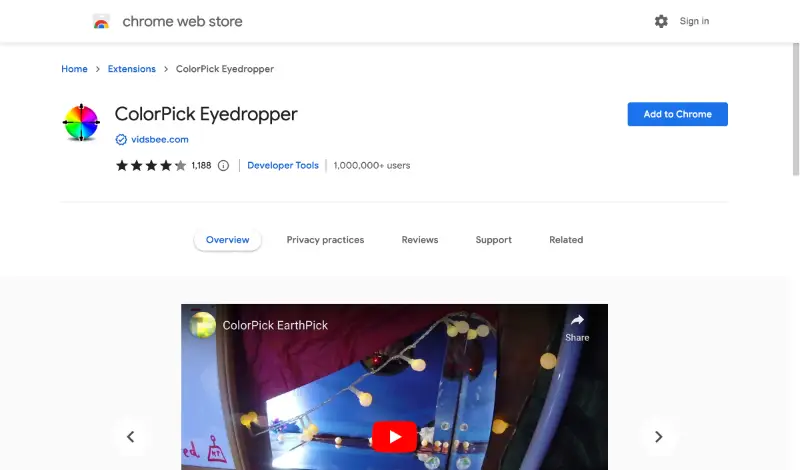 chrome web store
Sign in
Home > Extensions > ColorPick Eyedropper
ColorPick Eyedropper
Add to Chrome
vidsbee.com
1,188
Developer Tools
1,000,000+ users
Overview
Privacy practices
Reviews
Support
Related
ColorPick EarthPick
Share
ed